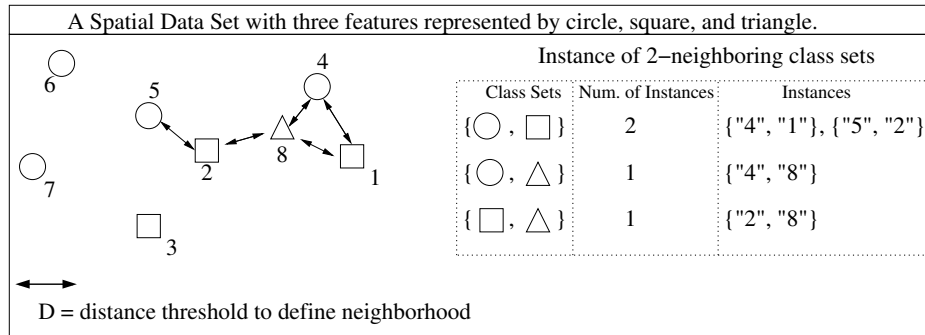 A Spatial Data Set with three features represented by circle, square, and triangle.
6
5
4
2
8
1
7
3
D = distance threshold to define neighborhood
Instance of 2−neighboring class sets
Class Sets Num. of Instances Instances
{ , } 2 {"4", "1"}, {"5", "2"}
{ , } 1 {"4", "8"}
{ , } 1 {"2", "8"}